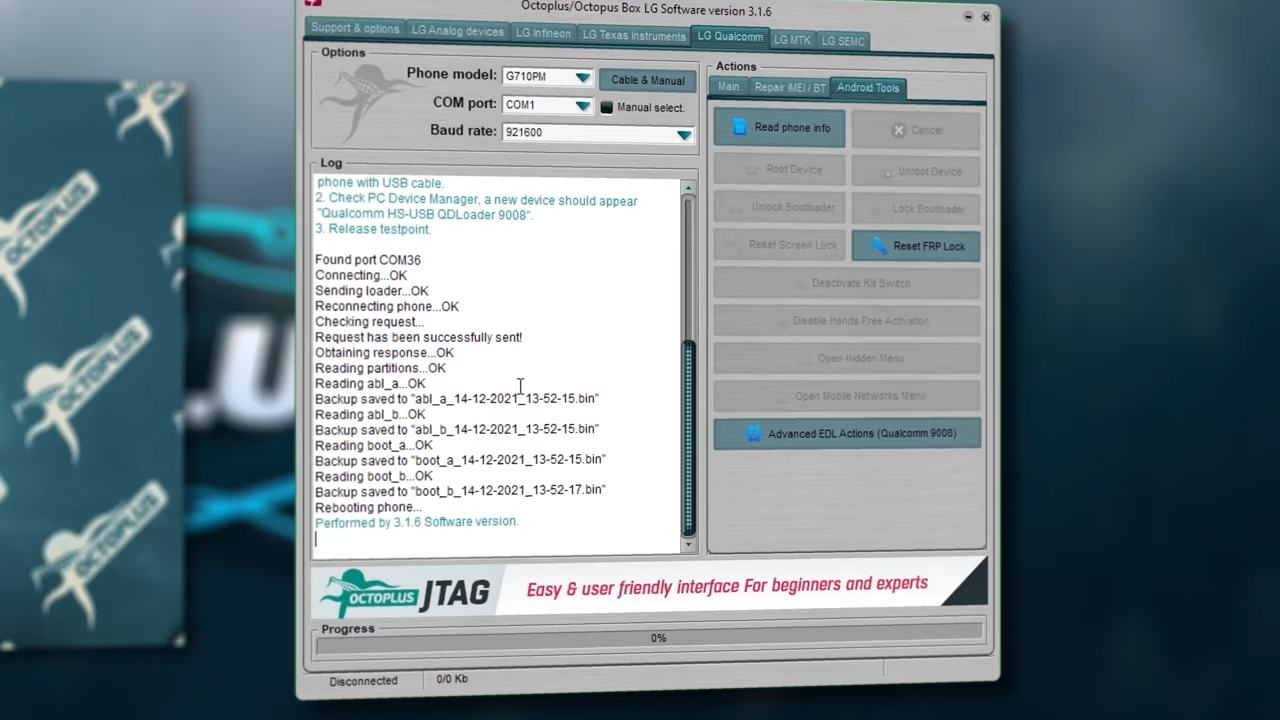 Octoplus/Octopus Box LG Software version 3.1.6
Support & options
LG Analog devices
LG Infineon
LG Texas Instruments
LG Qualcomm
LG MTK
LG SEMC
Options
Phone model:
G710PM
Cable & Manual
COM port:
COM1
Manual select.
Baud rate:
921600
Log
phone with USB cable.
2. Check PC Device Manager, a new device should appear
"Qualcomm HS-USB QDLoader 9008".
3. Release testpoint.
Found port COM36
Connecting...OK
Sending loader...OK
Reconnecting phone...OK
Checking request...
Request has been successfully sent!
Obtaining response...OK
Reading partitions...OK
Reading abl_a...OK
Backup saved to "abl_a_14-12-2021_13-52-15.bin"
Reading abl_b...OK
Backup saved to "abl_b_14-12-2021_13-52-15.bin"
Reading boot_a...OK
Backup saved to "boot_a_14-12-2021_13-52-15.bin"
Reading boot_b...OK
Backup saved to "boot_b_14-12-2021_13-52-17.bin"
Rebooting phone...
Performed by 3.1.6 Software version.
Actions
Main
Repair IMEI / BT
Android Tools
Read phone info
Cancel
Root Device
Unroot Device
Unlock Bootloader
Lock Bootloader
Reset Screen Lock
Reset FRP Lock
Deactivate Kill Switch
Disable Hands Free Activation
Open Hidden Menu
Open Mobile Networks Menu
Advanced EDL Actions (Qualcomm 9008)
OCTOPLUS JTAG
Easy & user friendly interface For beginners and experts
Progress
0%
Disconnected
0/0 Kb
OCTOPLUS
OCTOPLUS
OCTOPLUS
.U